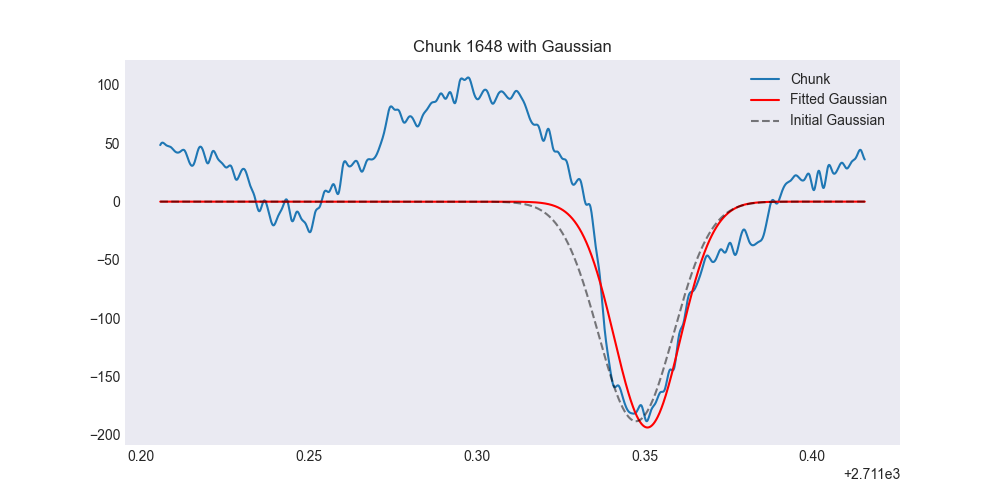 Chunk 1648 with Gaussian
Chunk
Fitted Gaussian
Initial Gaussian
100
50
0
−50
−100
−150
−200
0.20 0.25 0.30 0.35 0.40
+2.711e3